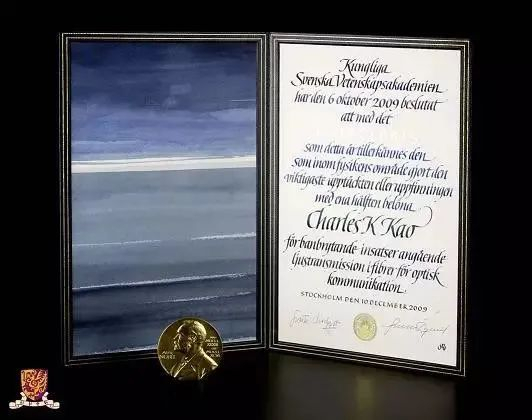 Kungliga
Svenska Vetenskapsakademien
har den 6 oktober 2009 beslutat
att med det
som detta år tillerkännes den
som inom fysikens område gjort den
viktigaste upptäckten eller uppfinningen
med ena hälften belöna
Charles K Kao
för banbrytande insatser angående
ljustransmission i fibrer för optisk
kommunikation
STOCKHOLM DEN 10 DECEMBER 2009